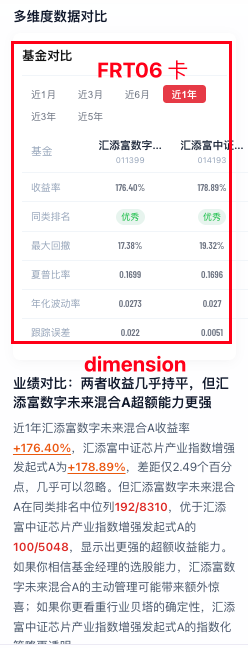 多维度数据对比
基金对比
FRT06 卡
近1月 近3月 近6月 近1年
近3年 近5年
基金 汇添富数字... 汇添富中证...
011399 014193
收益率 176.40% 178.89%
同类排名 优秀 优秀
最大回撤 17.38% 19.32%
夏普比率 0.1699 0.1696
年化波动率 0.0273 0.027
跟踪误差 0.022 0.0051
dimension
业绩对比：两者收益几乎持平，但汇
添富数字未来混合A超额能力更强
近1年汇添富数字未来混合A收益率
+176.40%，汇添富中证芯片产业指数增强
发起式A为+178.89%，差距仅2.49个百分
点，几乎可以忽略。但汇添富数字未来混合
A在同类排名中位列192/8310，优于汇添
富中证芯片产业指数增强发起式A的
100/5048，显示出更强的超额收益能力。
如果你相信基金经理的选股能力，汇添富数
字未来混合A的主动管理可能带来额外惊
喜；如果你更看重行业贝塔的确定性，汇添
富中证芯片产业指数增强发起式A的指数化